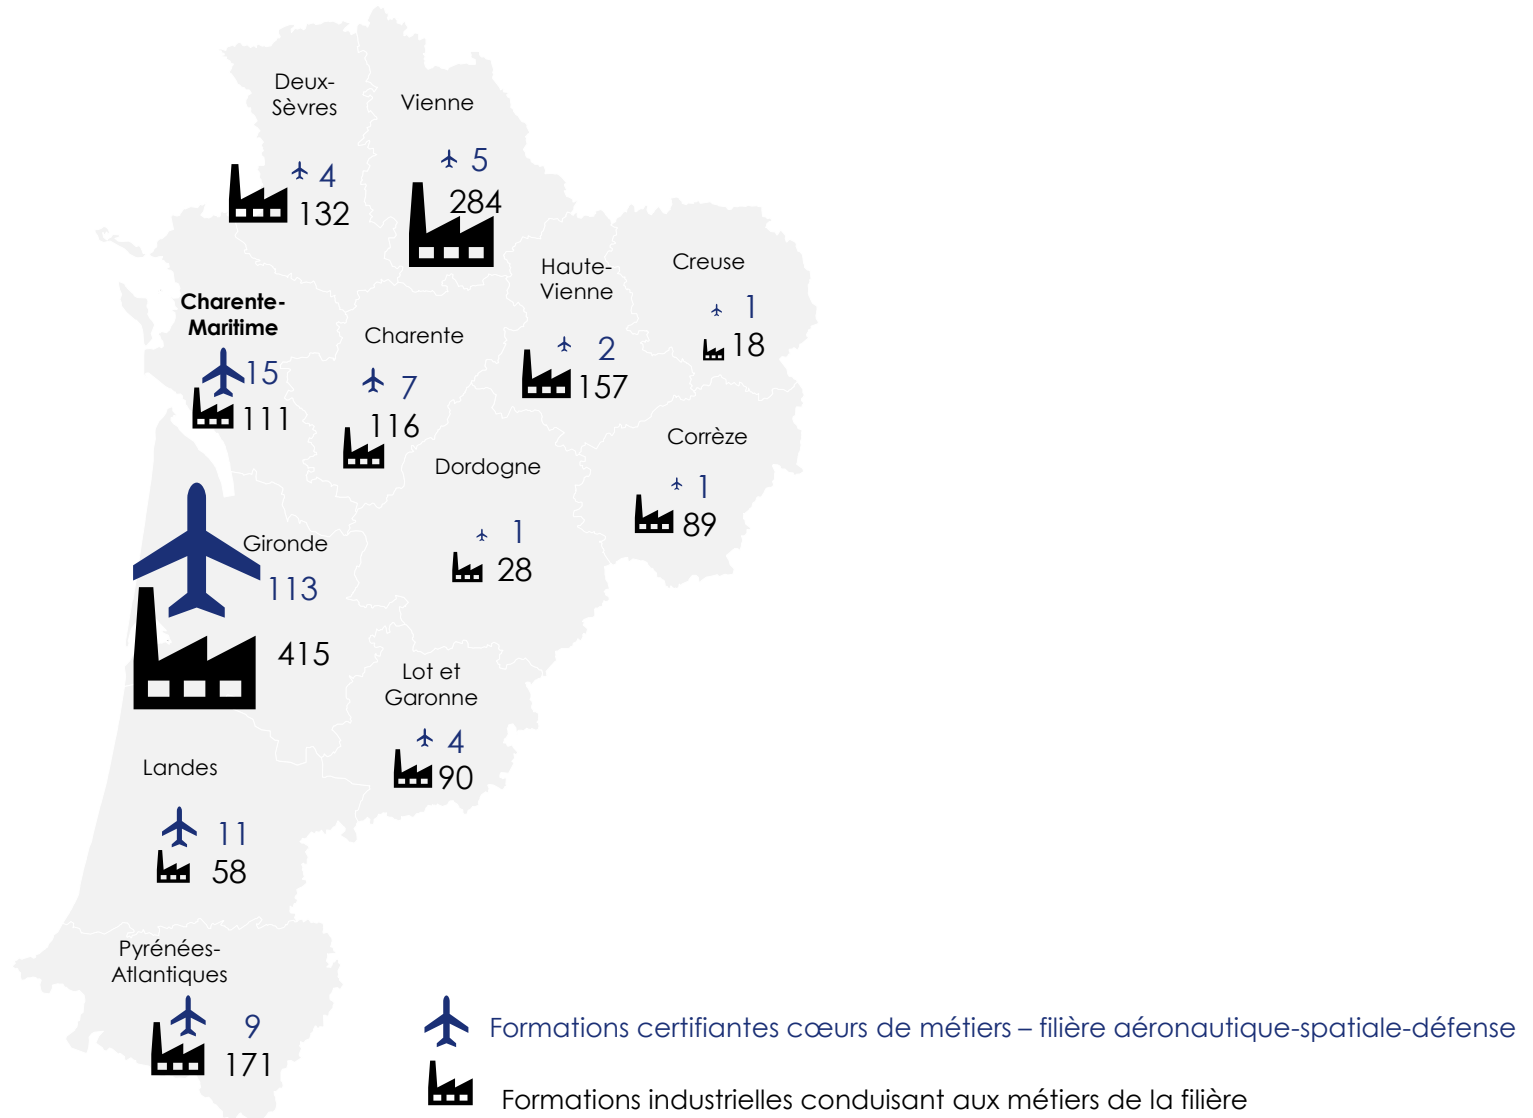 Deux-
Sèvres
4
132
Vienne
5
284
Haute-
Vienne
2
157
Creuse
1
18
Charente-
Maritime
15
111
Charente
7
116
Corrèze
1
89
Dordogne
1
28
Gironde
113
415
Lot et
Garonne
4
90
Landes
11
58
Pyrénées-
Atlantiques
9
171
Formations certifiantes cœurs de métiers – filière aéronautique-spatiale-défense
Formations industrielles conduisant aux métiers de la filière